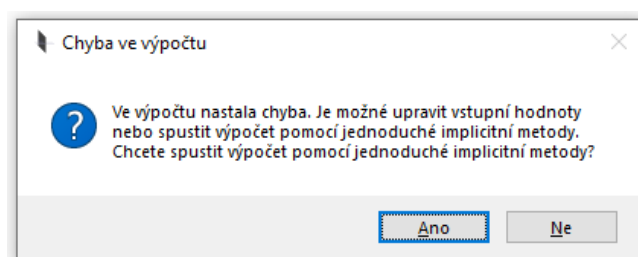 Chyba ve výpočtu
Ve výpočtu nastala chyba. Je možné upravit vstupní hodnoty
nebo spustit výpočet pomocí jednoduché implicitní metody.
Chcete spustit výpočet pomocí jednoduché implicitní metody?
Ano
Ne